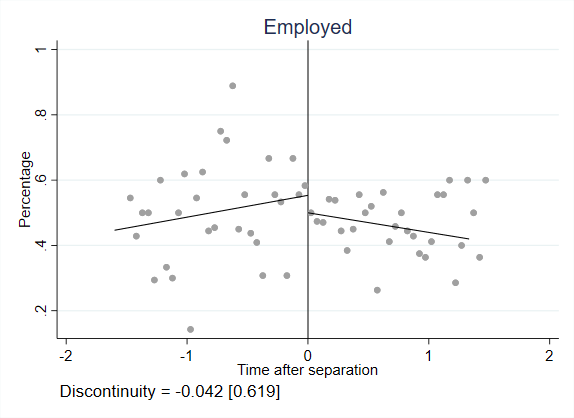 Employed
Percentage
1
.8
.6
.4
.2
-2 -1 0 1 2
Time after separation
Discontinuity = -0.042 [0.619]